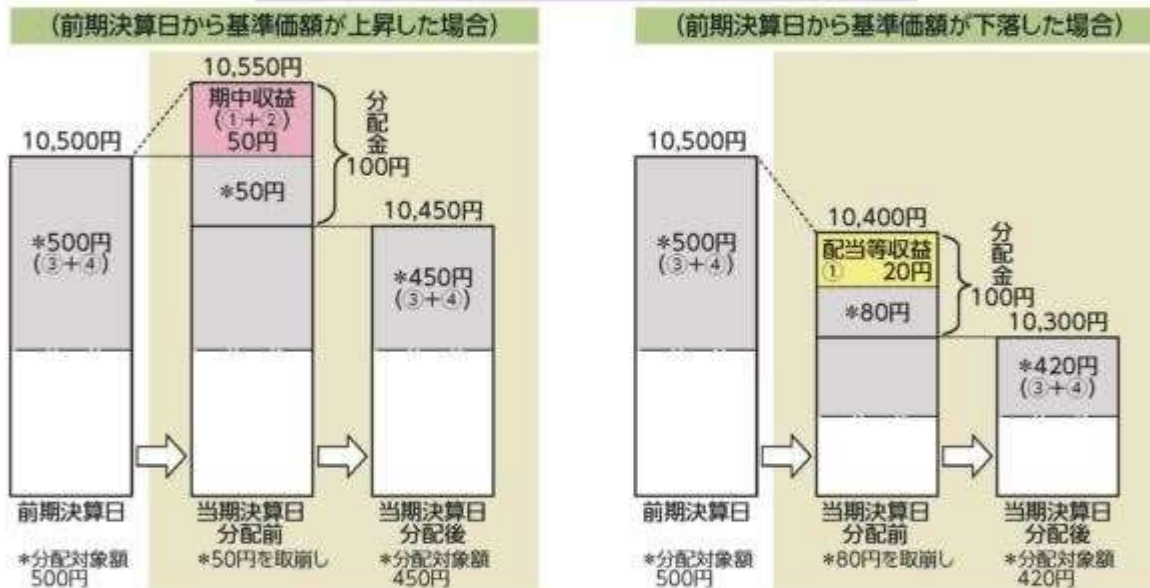 (前期決算日から基準価額が上昇した場合)
10,550円
期中収益
(①+②)
50円
分配金
100円
10,500円
*50円
10,450円
*500円
(③+④)
*450円
(③+④)
前期決算日
当期決算日
分配前
当期決算日
分配後
*分配対象額
500円
*50円を取崩し
*分配対象額
450円
(前期決算日から基準価額が下落した場合)
10,500円
10,400円
*500円
(③+④)
配当等収益
① 20円
分配金
100円
*80円
10,300円
*420円
(③+④)
前期決算日
当期決算日
分配前
当期決算日
分配後
*分配対象額
500円
*80円を取崩し
*分配対象額
420円